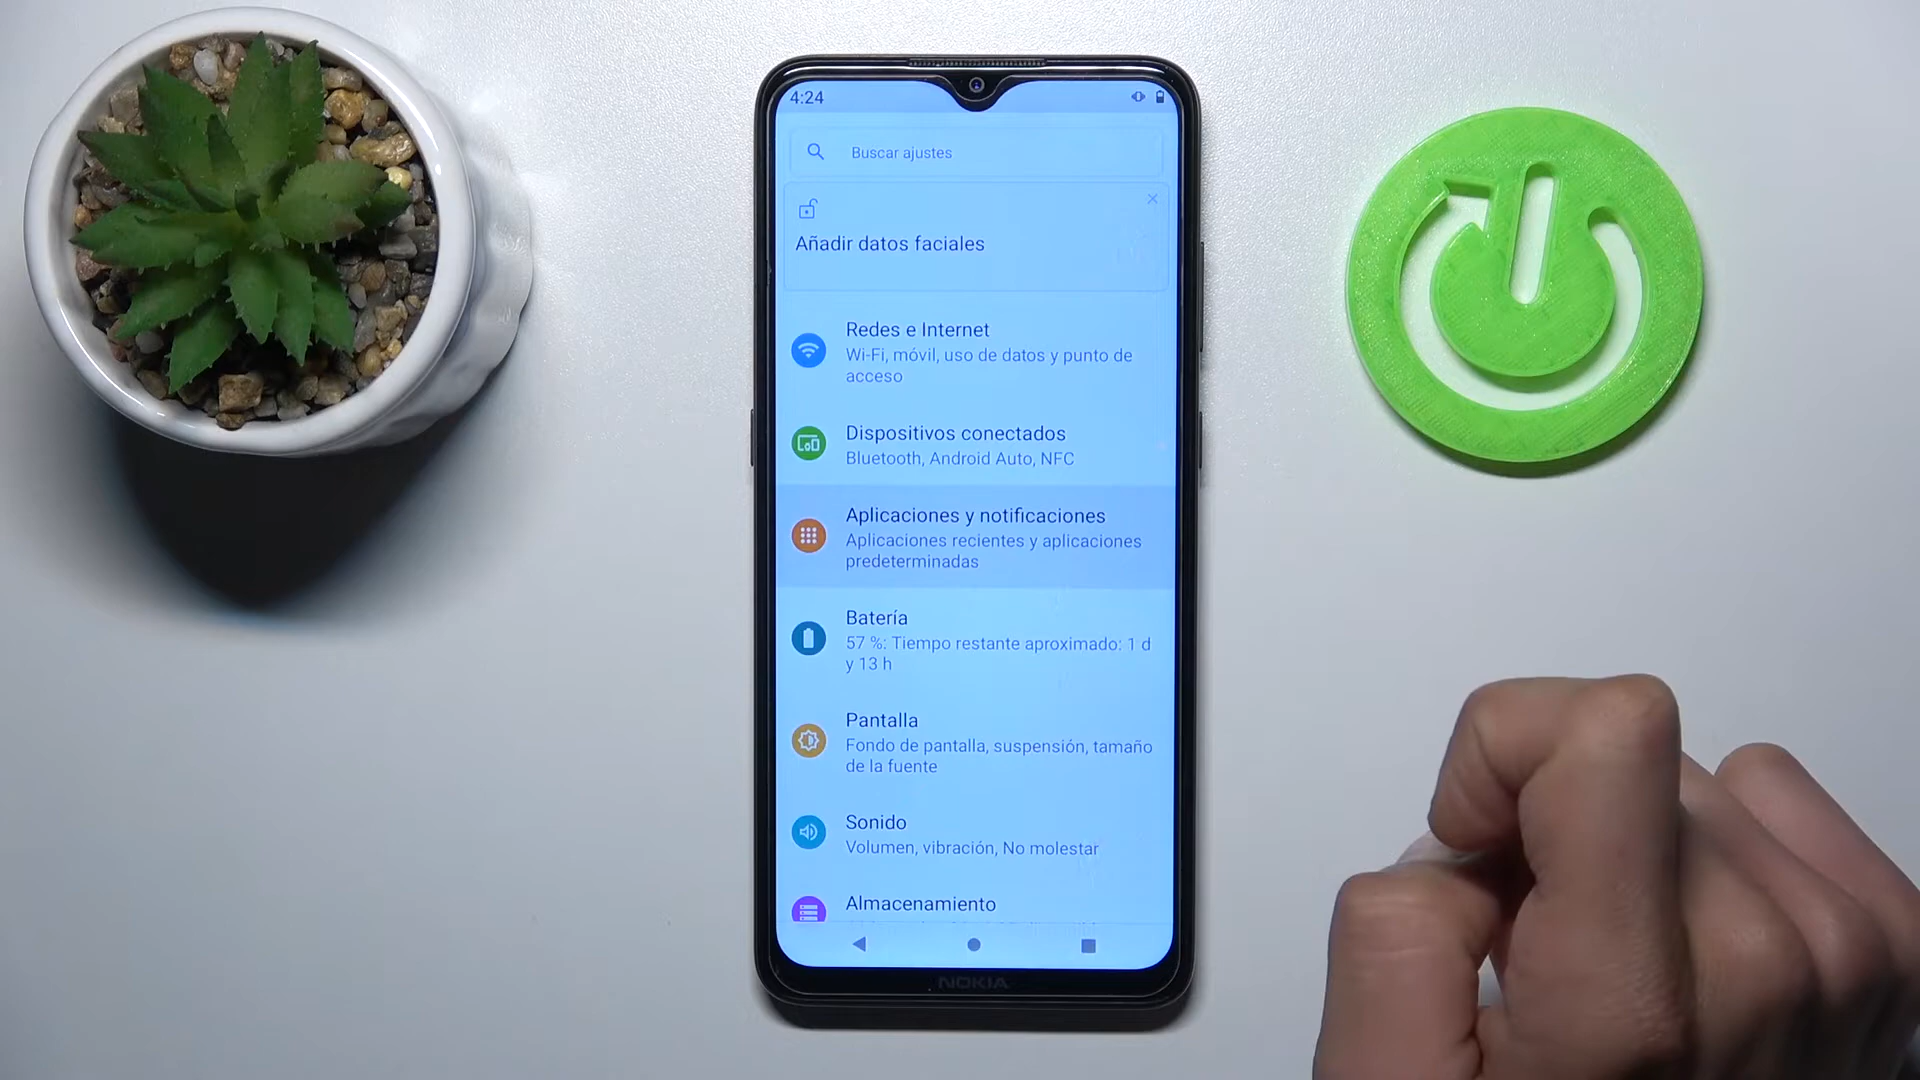 4:24
Buscar ajustes
Añadir datos faciales
Redes e Internet
Wi-Fi, móvil, uso de datos y punto de
acceso
Dispositivos conectados
Bluetooth, Android Auto, NFC
Aplicaciones y notificaciones
Aplicaciones recientes y aplicaciones
predeterminadas
Batería
57 %: Tiempo restante aproximado: 1 d
y 13 h
Pantalla
Fondo de pantalla, suspensión, tamaño
de la fuente
Sonido
Volumen, vibración, No molestar
Almacenamiento
NOKIA